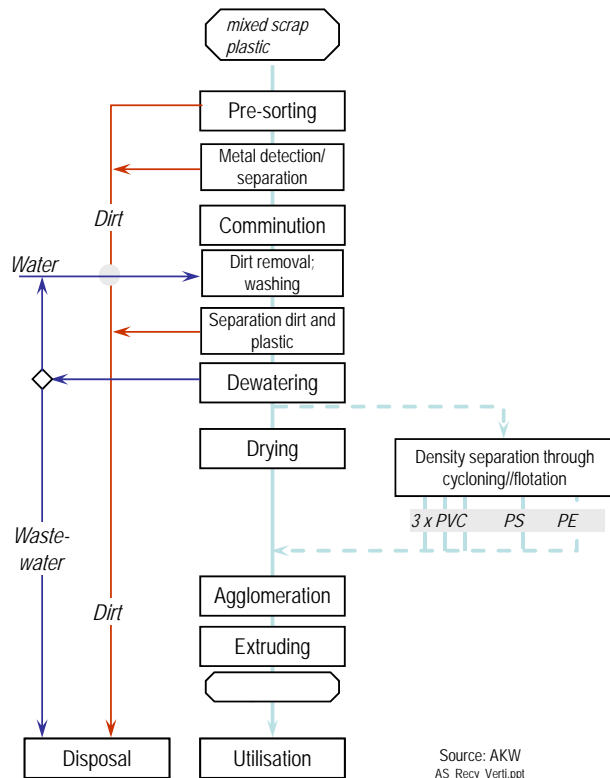 mixed scrap
plastic
Pre-sorting
Metal detection/
separation
Dirt
Comminution
Water
Dirt removal;
washing
Separation dirt and
plastic
Dewatering
Drying
Density separation through
cycloning//flotation
3 x PVC PS PE
Waste-
water
Agglomeration
Dirt
Extruding
Disposal
Utilisation
Source: AKW
AS_Recy_Verti.ppt